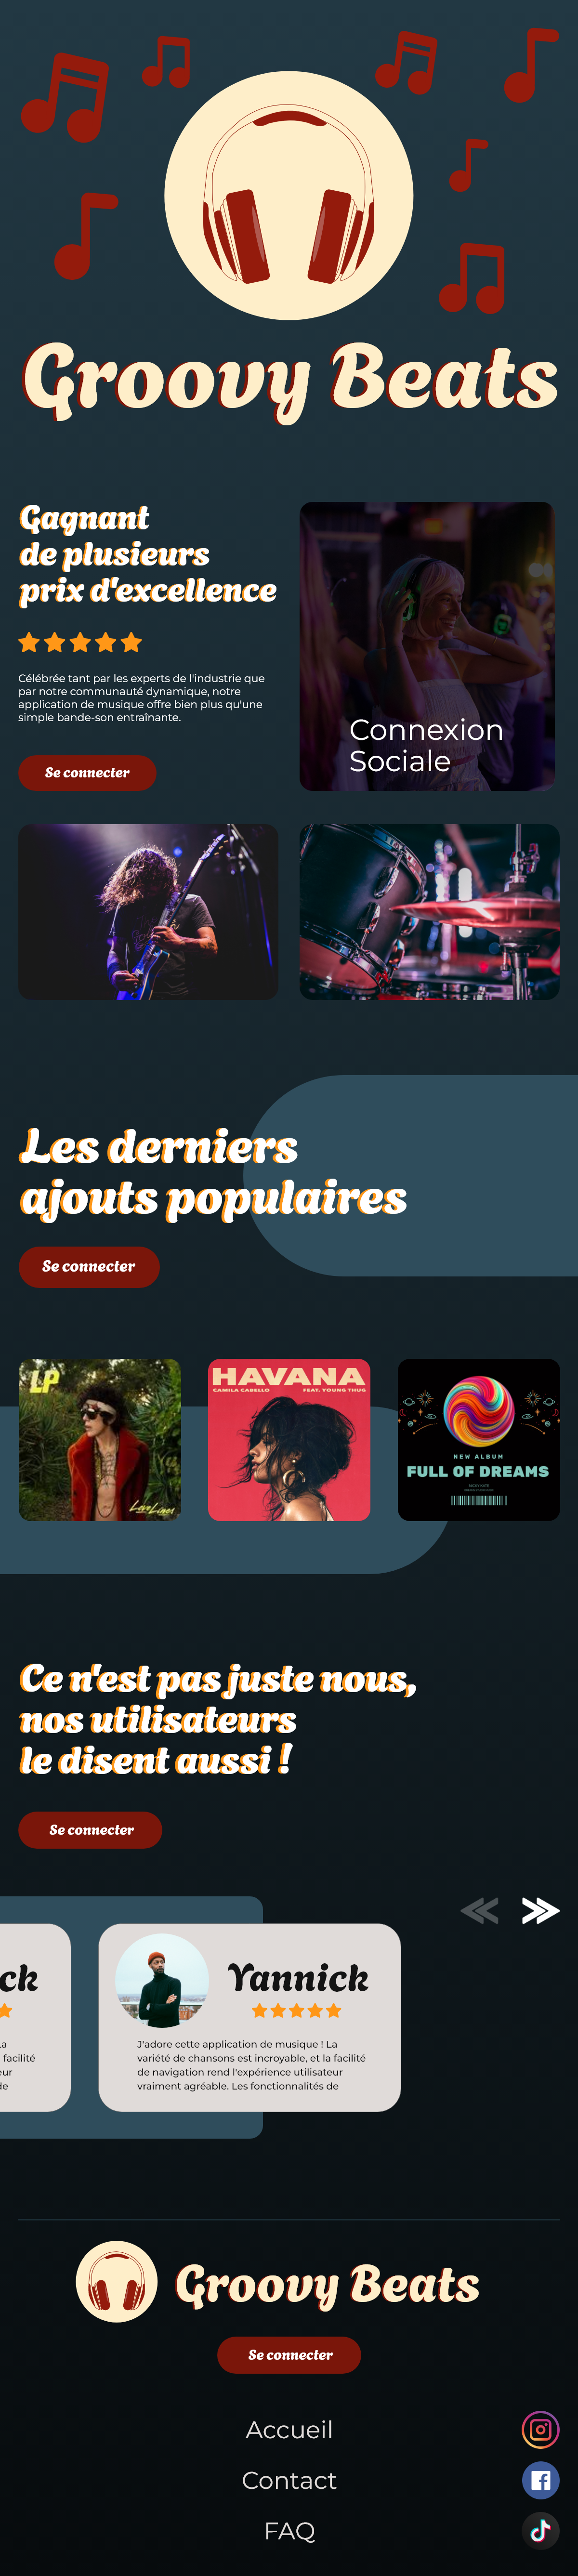 Groovy Beats
Gagnant
de plusieurs
prix d'excellence
Célébrée tant par les experts de l'industrie que
par notre communauté dynamique, notre
application de musique offre bien plus qu'une
simple bande-son entraînante.
Se connecter
Connexion
Sociale
Les derniers
ajouts populaires
Se connecter
LP
Love Lines
HAVANA
CAMILA CABELLO FEAT. YOUNG THUG
NEW ALBUM
FULL OF DREAMS
Ce n'est pas juste nous,
nos utilisateurs
le disent aussi !
Se connecter
ck
La
facilité
eur
de
Yannick
J'adore cette application de musique ! La
variété de chansons est incroyable, et la facilité
de navigation rend l'expérience utilisateur
vraiment agréable. Les fonctionnalités de
Groovy Beats
Se connecter
Accueil
Contact
FAQ